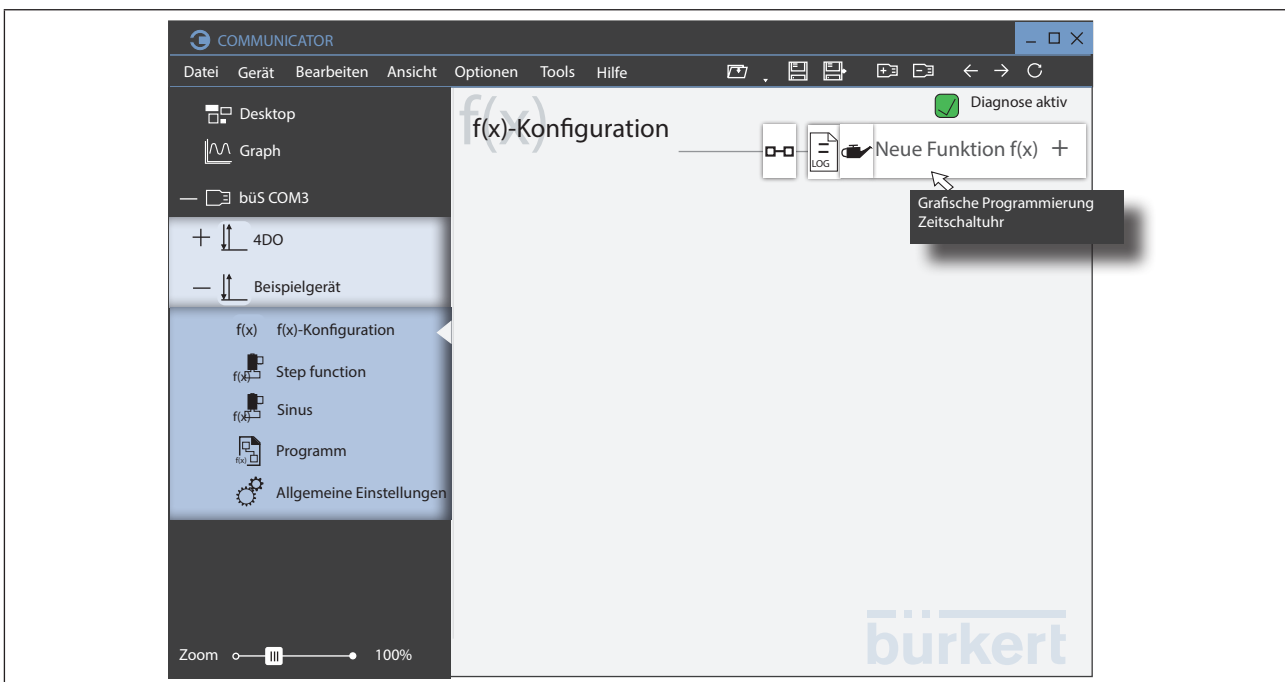 COMMUNICATOR
Datei Gerät Bearbeiten Ansicht Optionen Tools Hilfe
Desktop
Graph
büS COM3
4DO
Beispielgerät
f(x) f(x)-Konfiguration
f(x) Step function
f(x) Sinus
f(x) Programm
Allgemeine Einstellungen
Zoom 100%
f(x)
f(x)-Konfiguration
Diagnose aktiv
LOG
Neue Funktion f(x) +
Grafische Programmierung
Zeitschaltuhr
bürkert